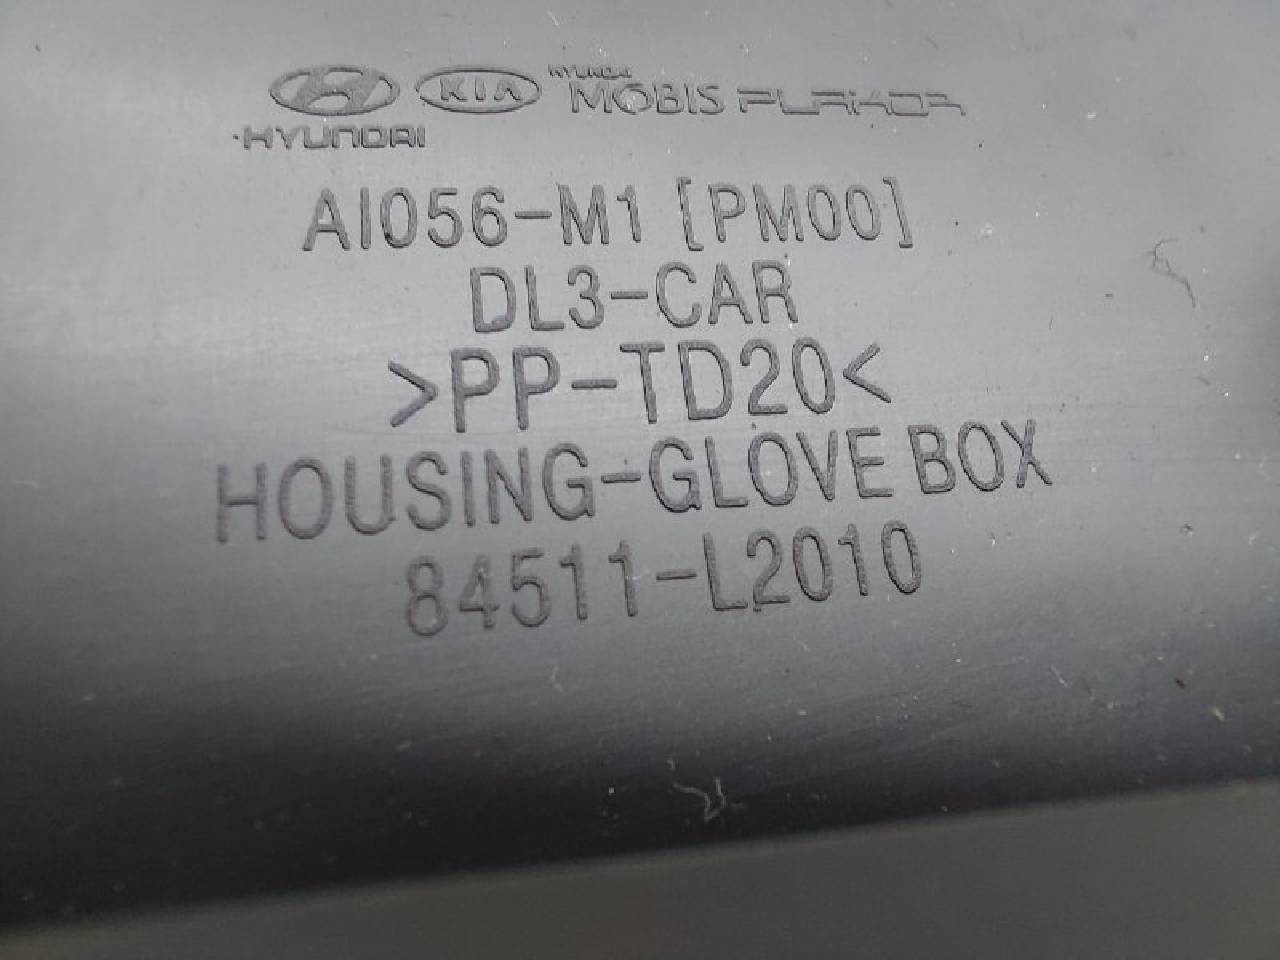 KIA HYUNDAI MOBIS PLAKOR
HYUNDAI
AI056-M1 [PM00]
DL3-CAR
>PP-TD20<
HOUSING-GLOVE BOX
84511-L2010